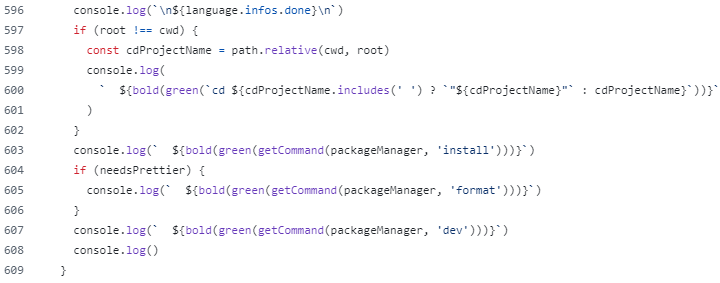 596 console.log(`\n${language.infos.done}\n`)
597 if (root !== cwd) {
598 const cdProjectName = path.relative(cwd, root)
599 console.log(
600 `  ${bold(green(`cd ${cdProjectName.includes(' ') ? `"${cdProjectName}"` : cdProjectName}`))}`
601 )
602 }
603 console.log(`  ${bold(green(getCommand(packageManager, 'install')))}`)
604 if (needsPrettier) {
605 console.log(`  ${bold(green(getCommand(packageManager, 'format')))}`)
606 }
607 console.log(`  ${bold(green(getCommand(packageManager, 'dev')))}`)
608 console.log()
609 }